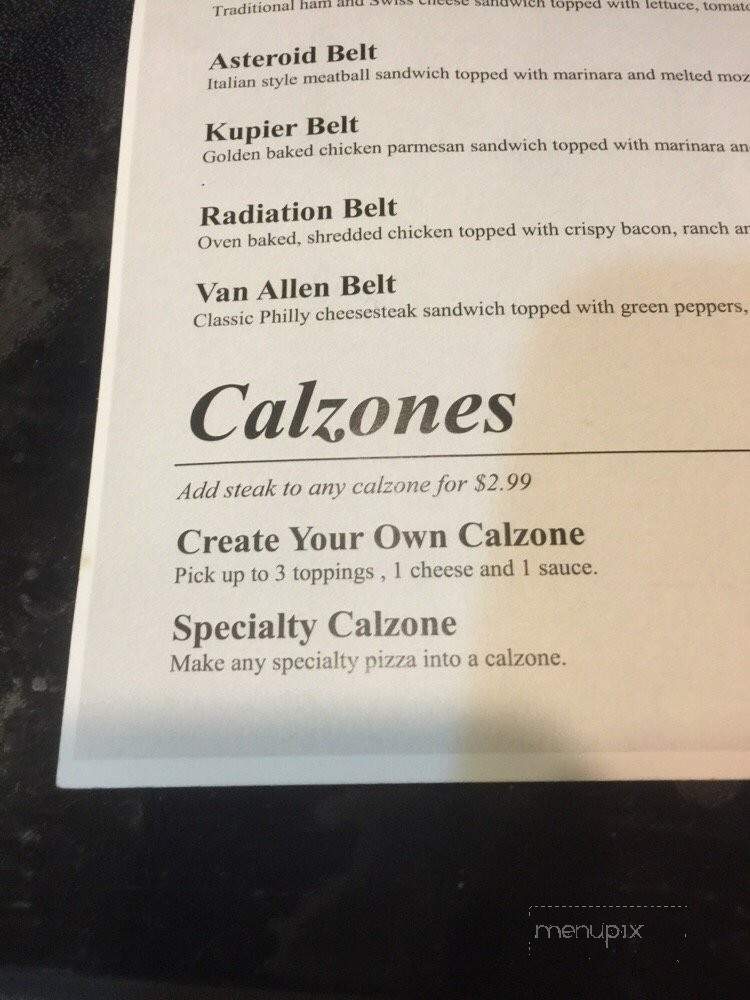 Traditional ham and Swiss cheese sandwich topped with lettuce,
Asteroid Belt
Italian style meatball sandwich topped with marinara and melted moz
Kupier Belt
Golden baked chicken parmesan sandwich topped with marinara an
.
Radiation Belt
Oven baked, shredded chicken topped with crispy bacon, ranch
Van Allen Belt
Classic Philly cheesesteak sandwich topped with green peppers,
Calzones
Add steak to any calzone for $2.99
Create Your Own Calzone
Pick up to 3 toppings , 1 cheese and 1 sauce.
Specialty Calzone
Make any specialty pizza into a calzone.
menupix